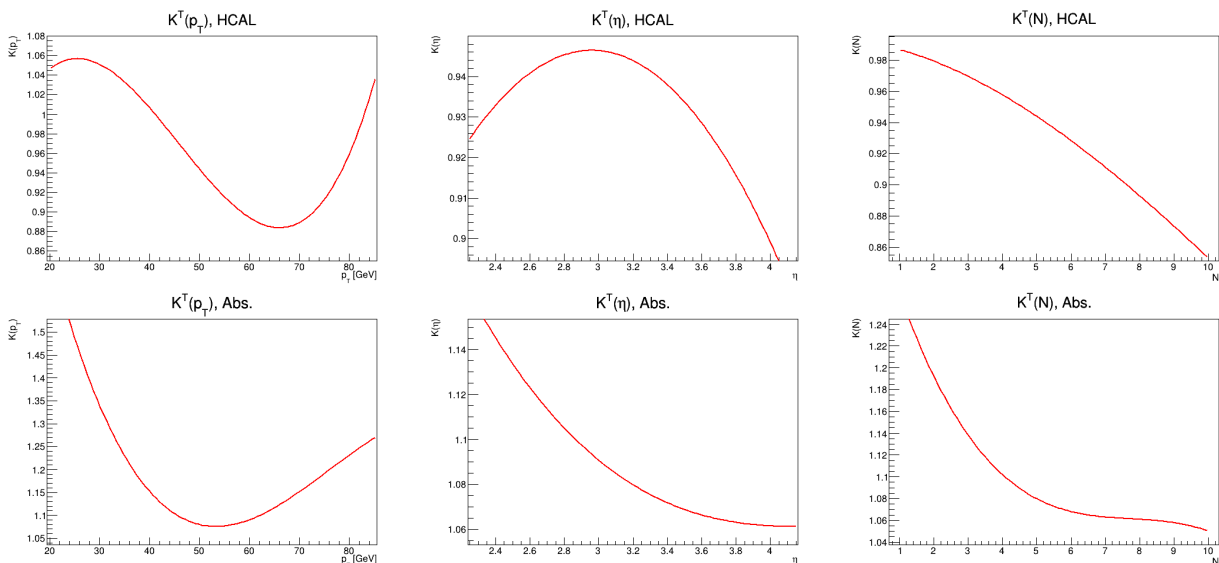 K^T(p_T), HCAL
K(p_T)
1.08
1.06
1.04
1.02
1
0.98
0.96
0.94
0.92
0.9
0.88
0.86
20 30 40 50 60 70 80
p_T [GeV]
K^T(η), HCAL
K(η)
0.94
0.93
0.92
0.91
0.9
2.4 2.6 2.8 3 3.2 3.4 3.6 3.8 4
η
K^T(N), HCAL
K(N)
0.98
0.96
0.94
0.92
0.9
0.88
0.86
1 2 3 4 5 6 7 8 9 10
N
K^T(p_T), Abs.
K(p_T)
1.5
1.45
1.4
1.35
1.3
1.25
1.2
1.15
1.1
1.05
20 30 40 50 60 70 80
[GeV]
K^T(η), Abs.
K(η)
1.14
1.12
1.1
1.08
1.06
2.4 2.6 2.8 3 3.2 3.4 3.6 3.8 4
η
K^T(N), Abs.
K(N)
1.24
1.22
1.2
1.18
1.16
1.14
1.12
1.1
1.08
1.06
1.04
1 2 3 4 5 6 7 8 9 10
N